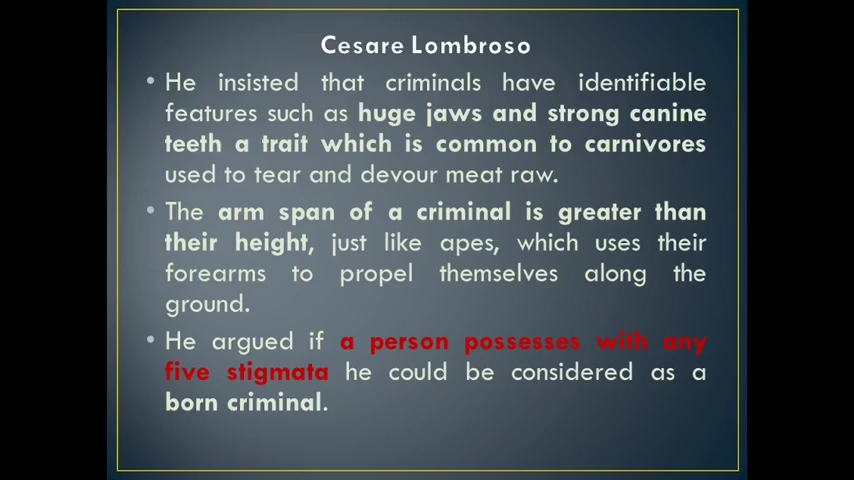 Cesare Lombroso
• He insisted that criminals have identifiable
features such as huge jaws and strong canine
teeth a trait which is common to carnivores
used to tear and devour meat raw.
• The arm span of a criminal is greater than
their height, just like apes, which uses their
forearms to propel themselves along the
ground.
• He argued if a person possesses with any
five stigmata he could be considered as a
born criminal.